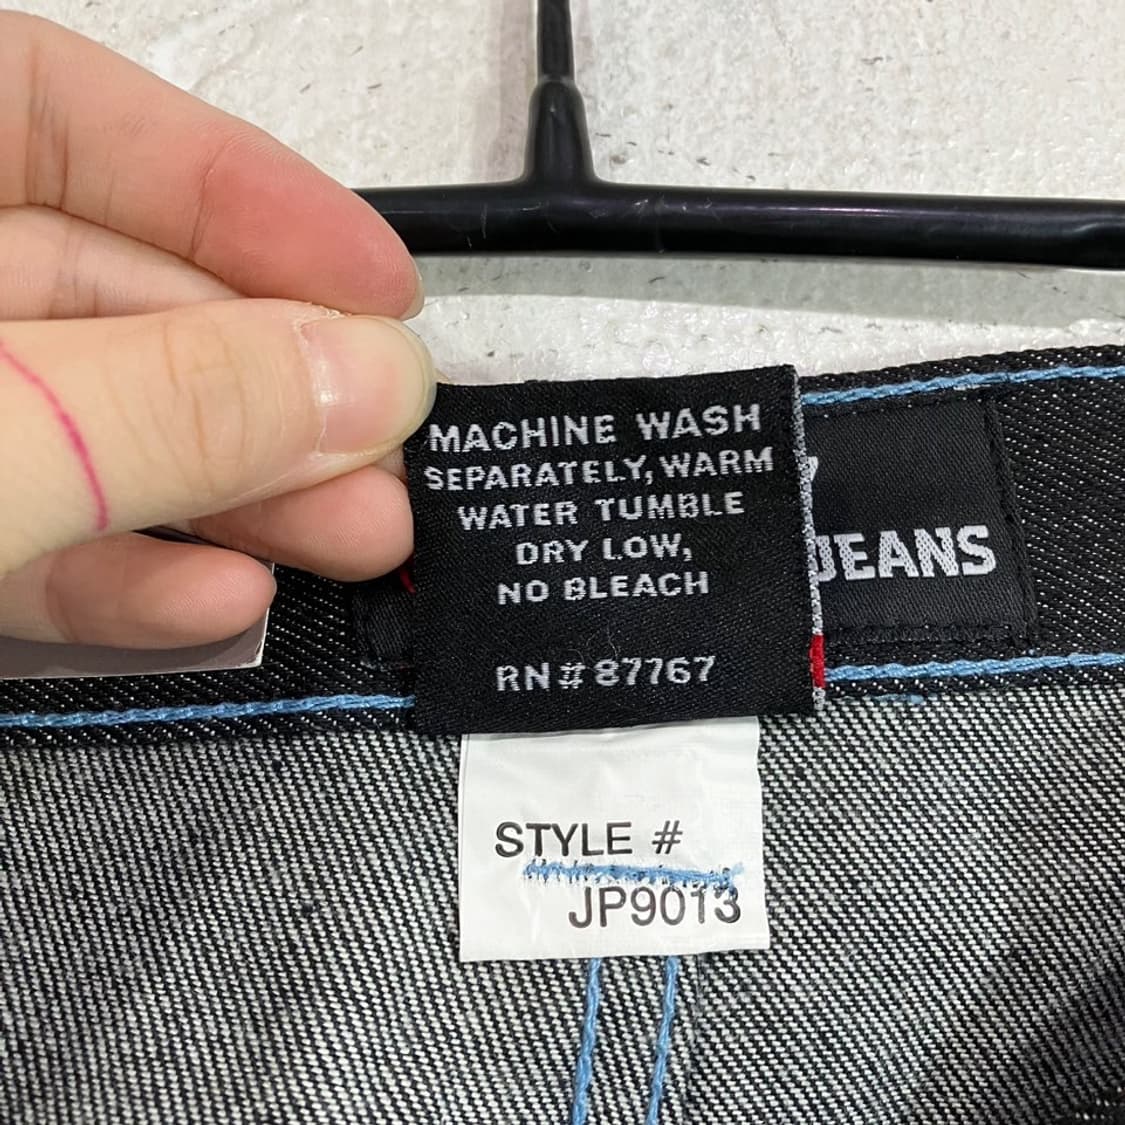 MACHINE WASH
SEPARATELY, WARM
WATER TUMBLE
DRY LOW,
NO BLEACH
RN # 87767
JEANS
STYLE #
JP9013